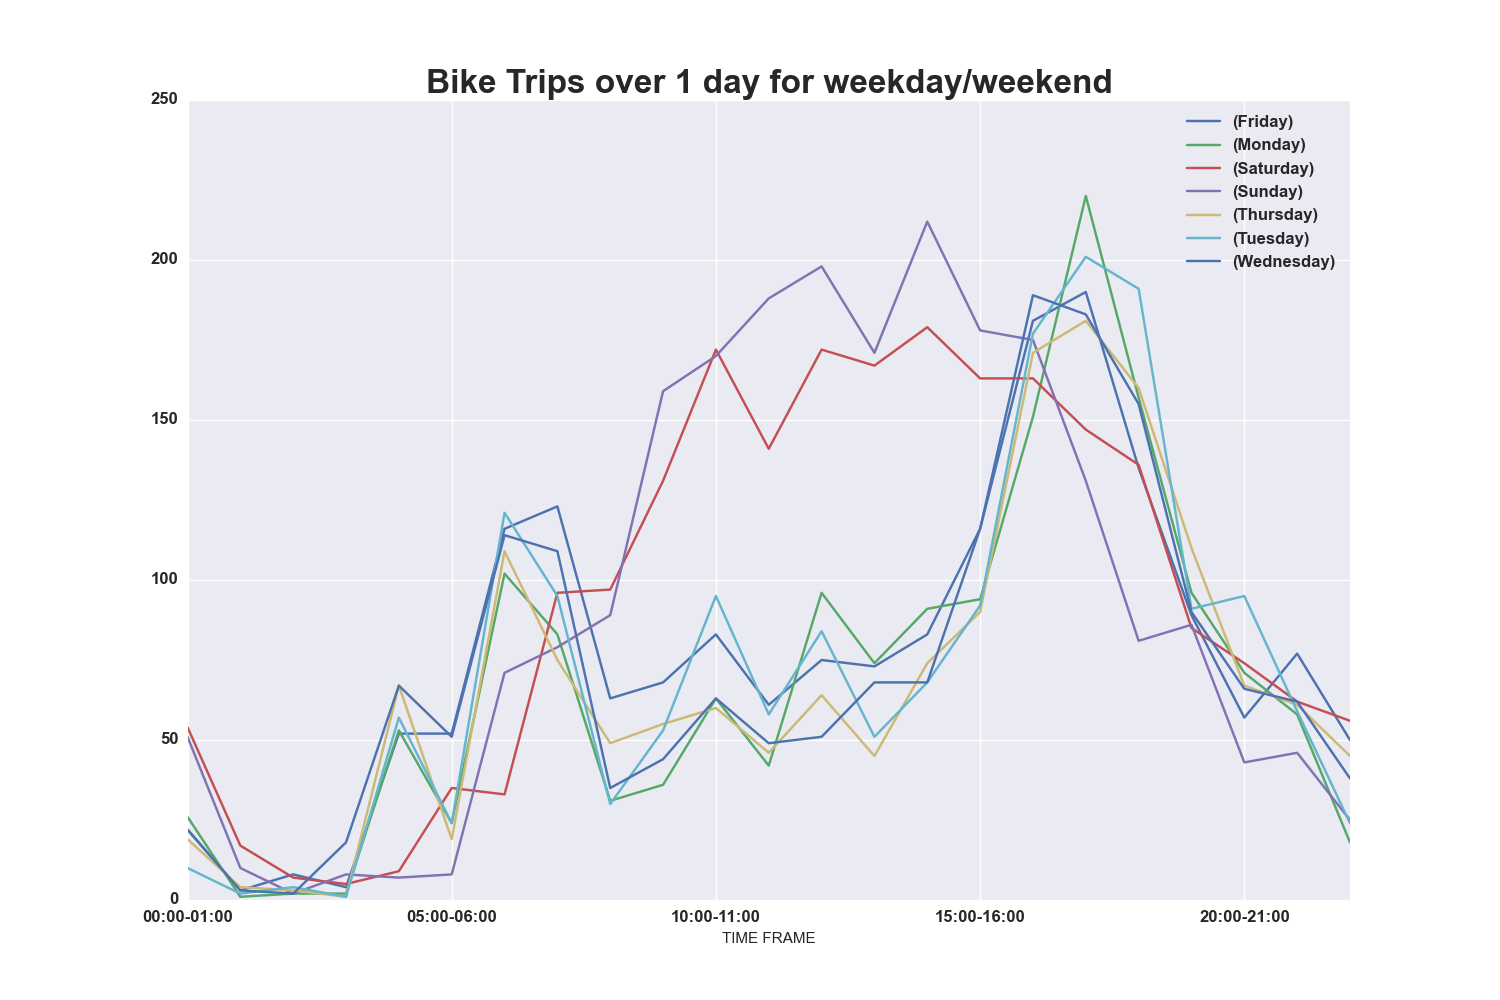 Bike Trips over 1 day for weekday/weekend
250
200
150
100
50
0
(Friday)
(Monday)
(Saturday)
(Sunday)
(Thursday)
(Tuesday)
(Wednesday)
00:00-01:00 05:00-06:00 10:00-11:00 15:00-16:00 20:00-21:00
TIME FRAME